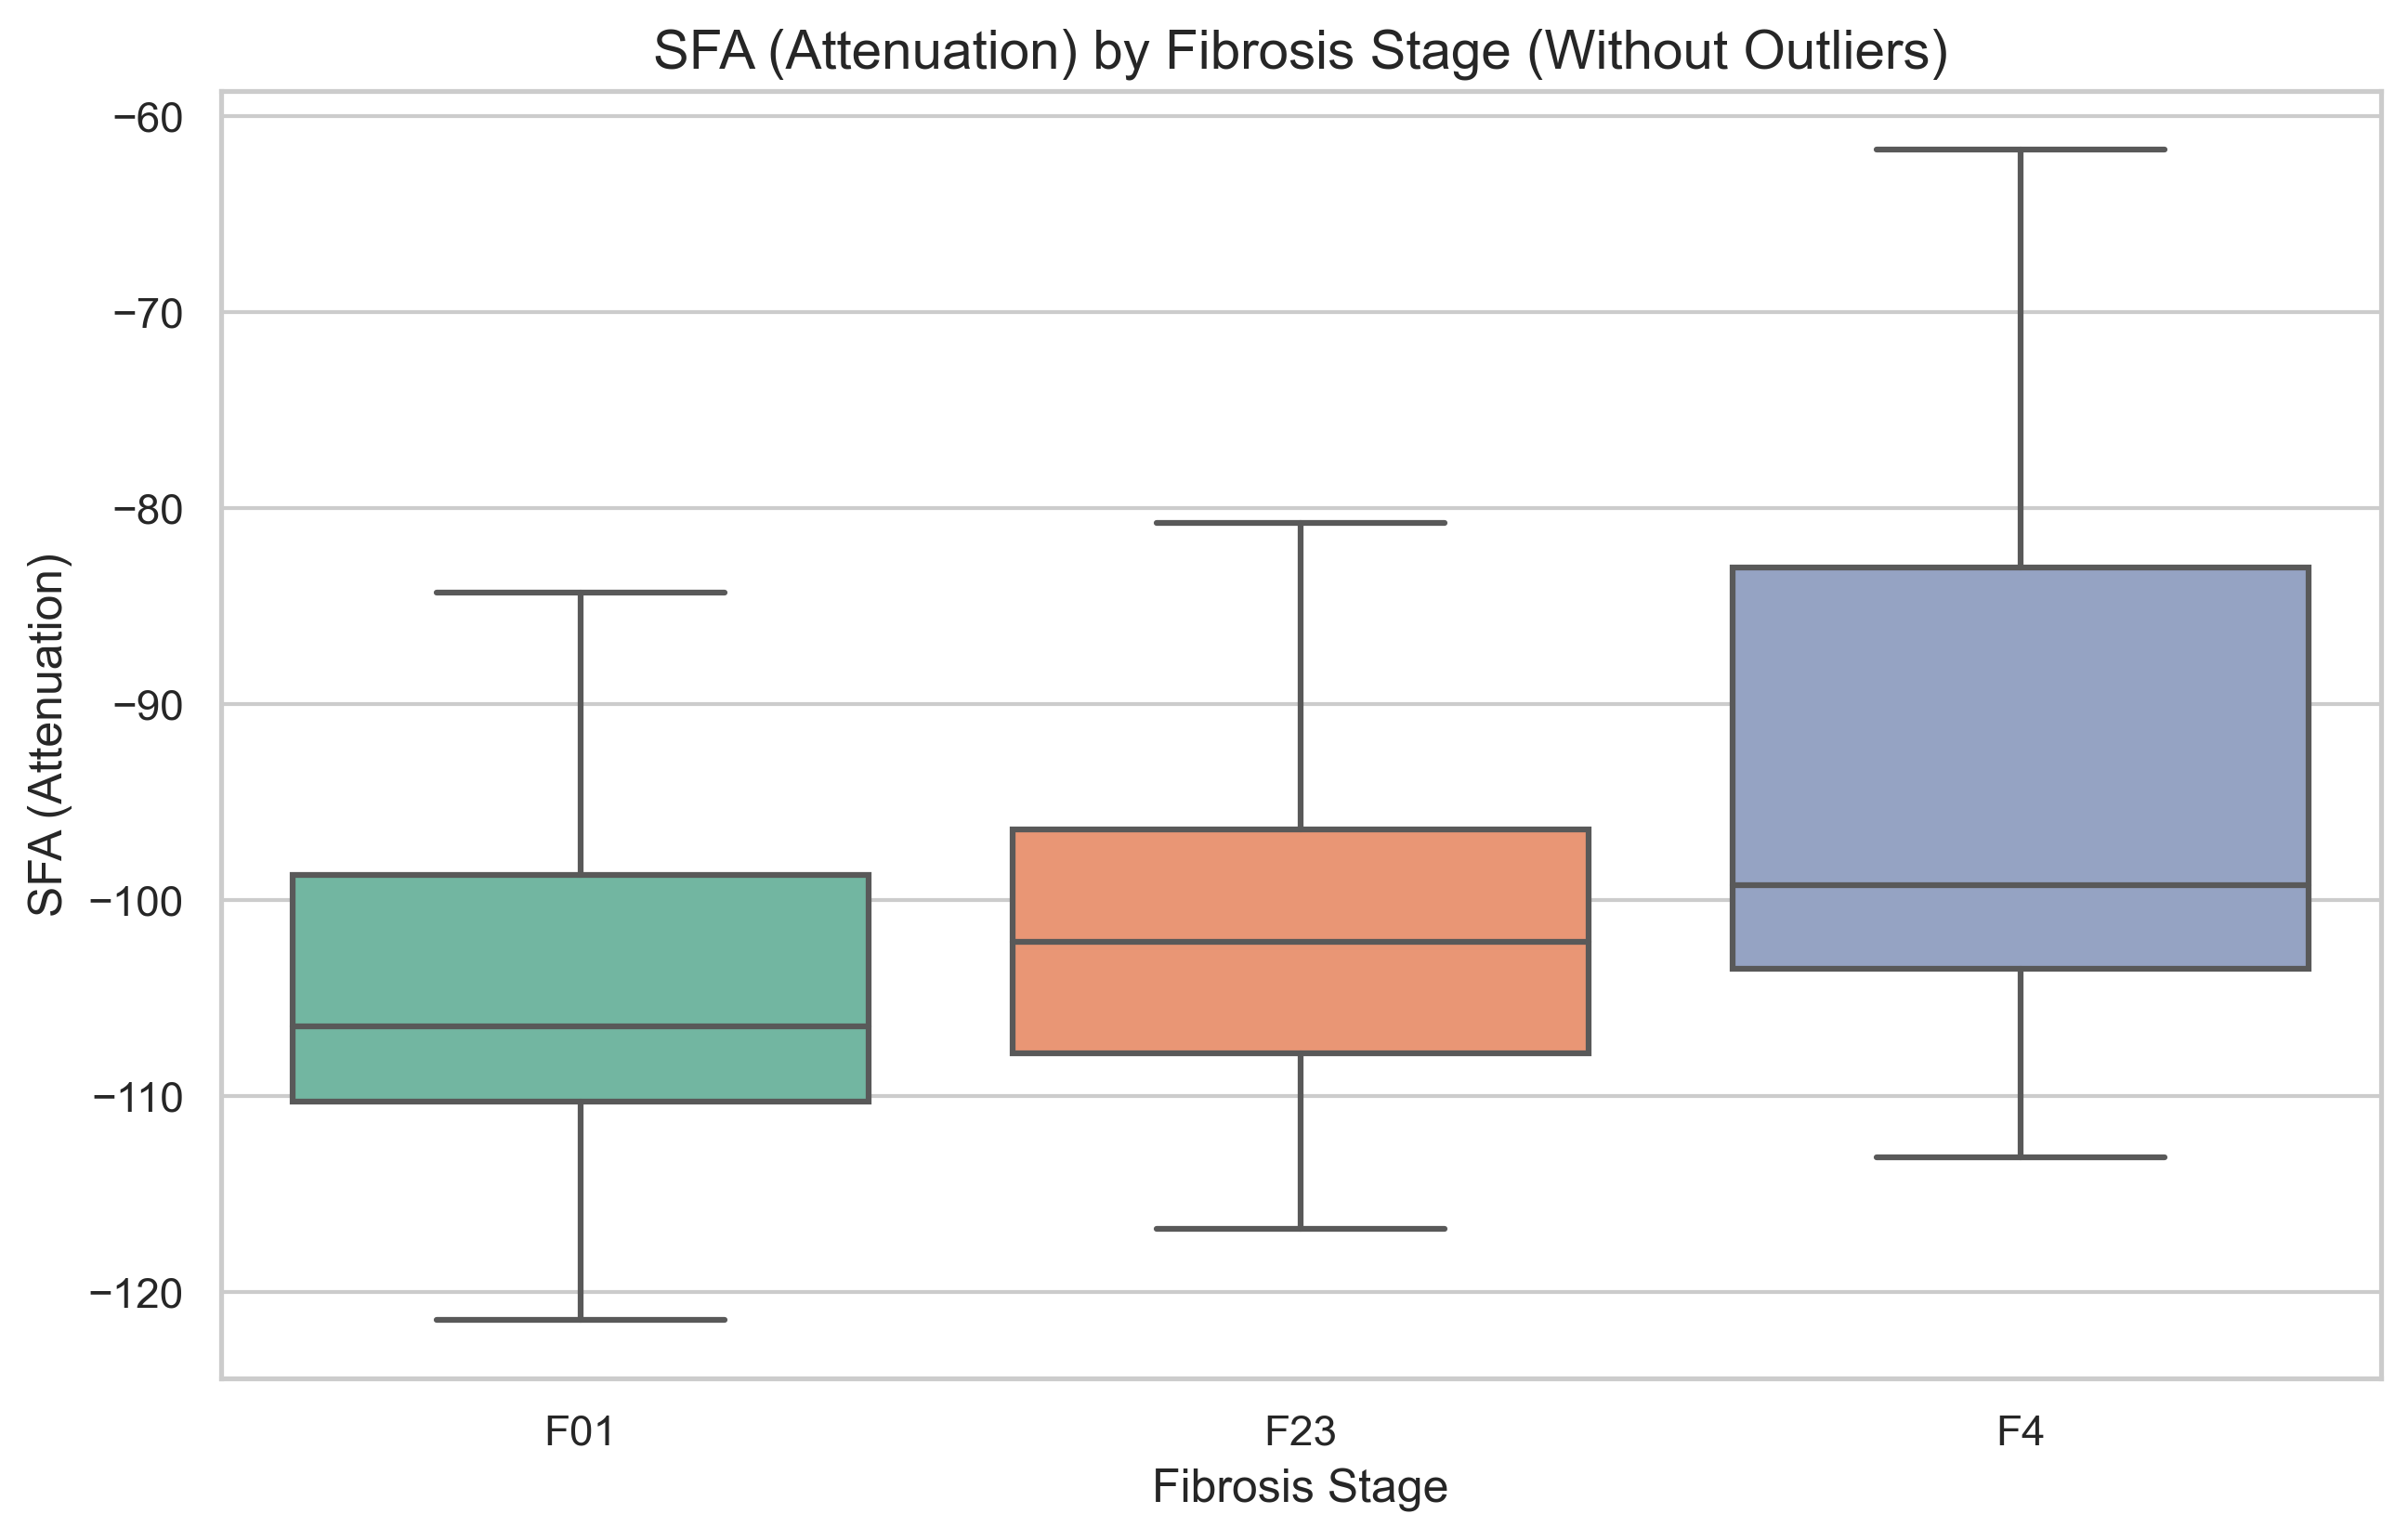 SFA (Attenuation) by Fibrosis Stage (Without Outliers)
SFA (Attenuation)
−60
−70
−80
−90
−100
−110
−120
F01
F23
F4
Fibrosis Stage